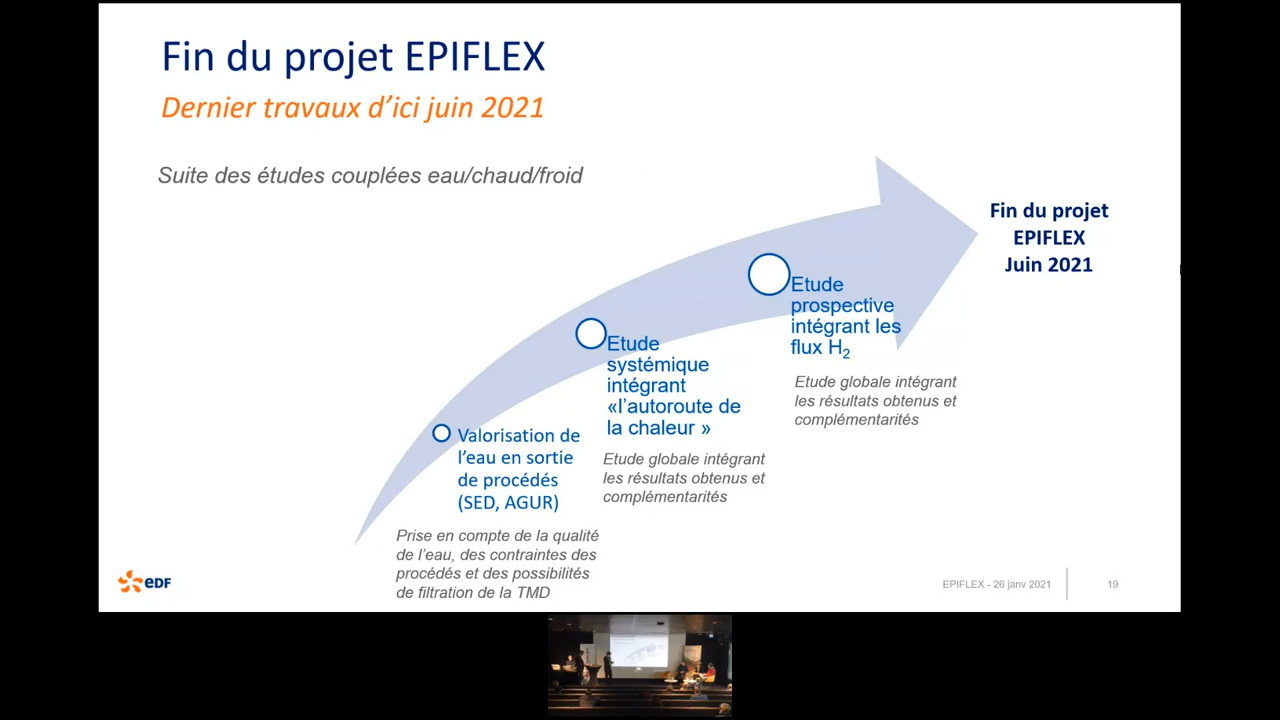 Fin du projet EPIFLEX
Dernier travaux d'ici juin 2021
Suite des études couplées eau/chaud/froid
Fin du projet
EPIFLEX
Juin 2021
Etude
prospective
intégrant les
flux H₂
Etude globale intégrant
les résultats obtenus et
complémentarités
Etude
systémique
intégrant
«l'autoroute de
la chaleur »
Etude globale intégrant
les résultats obtenus et
complémentarités
Valorisation de
l'eau en sortie
de procédés
(SED, AGUR)
Prise en compte de la qualité
de l'eau, des contraintes des
procédés et des possibilités
de filtration de la TMD
eDF
EPIFLEX - 26 janv 2021
19